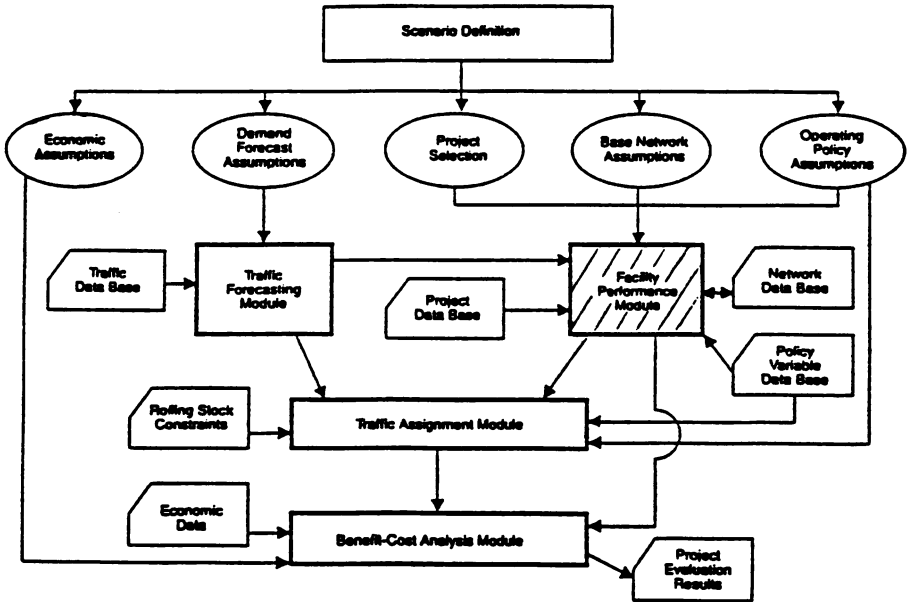 Scenario Definition
Economic
Assumptions
Demand
Forecast
Assumptions
Project
Selection
Base Network
Assumptions
Operating
Policy
Assumptions
Traffic
Data Base
Traffic
Forecasting
Module
Project
Data Base
Facility
Performance
Module
Network
Data Base
Policy
Variable
Data Base
Rolling Stock
Constraints
Traffic Assignment Module
Economic
Data
Benefit-Cost Analysis Module
Project
Evaluation
Results